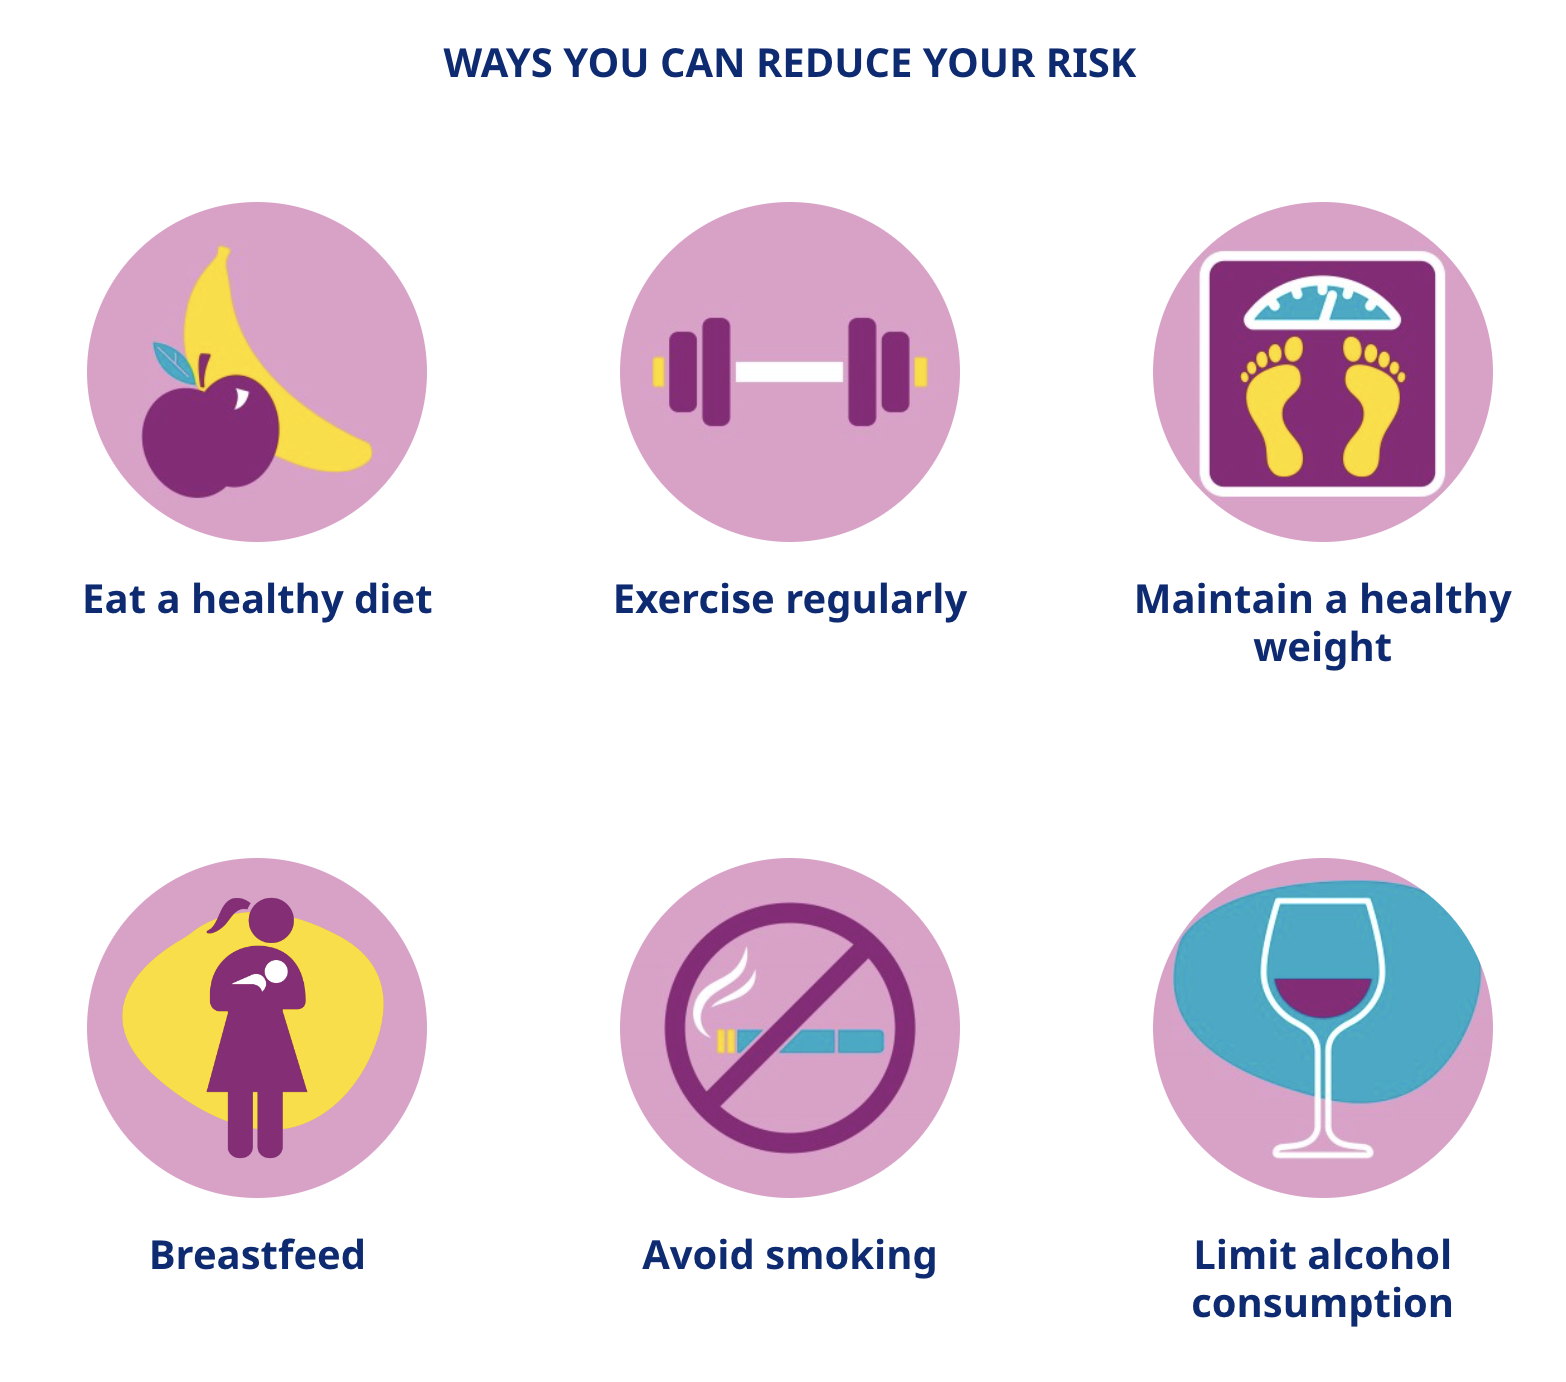 WAYS YOU CAN REDUCE YOUR RISK
Eat a healthy diet
Exercise regularly
Maintain a healthy
weight
Breastfeed
Avoid smoking
Limit alcohol
consumption